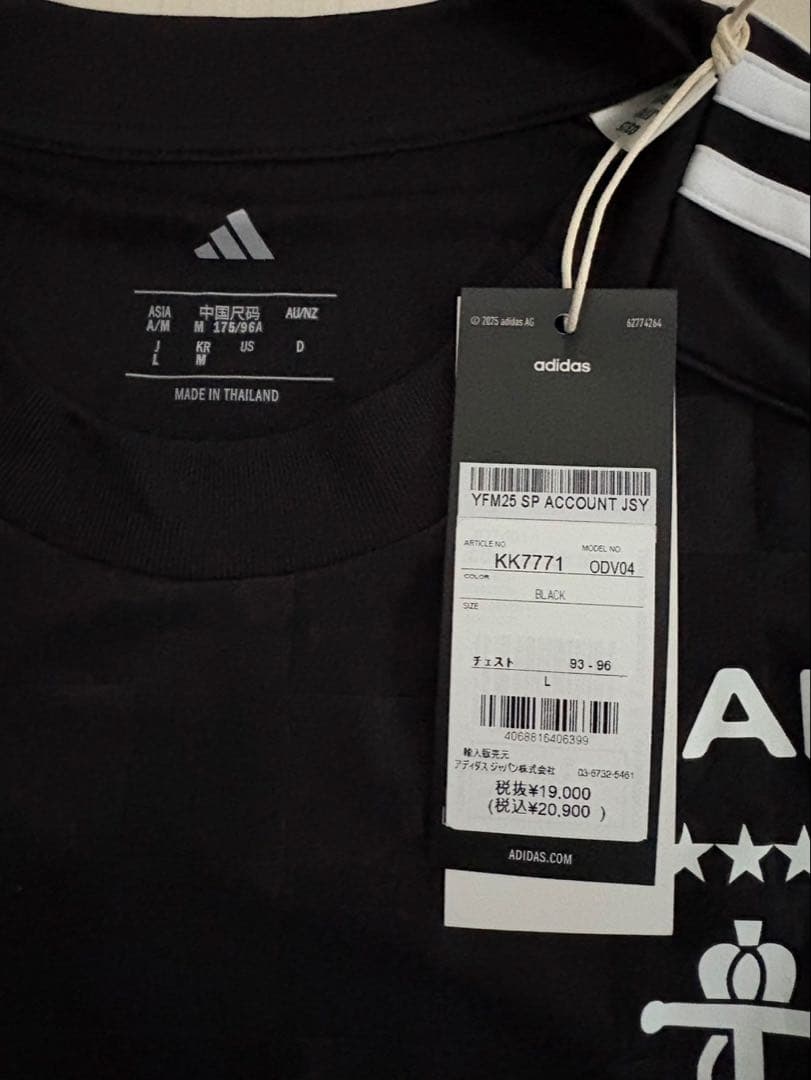 ASIA 中国尺码 AU/NZ
A/M M 175/96A
J KR US D
L M
MADE IN THAILAND
© 2025 adidas AG 62774264
adidas
YFM25 SP ACCOUNT JSY
ARTICLE NO. MODEL NO.
KK7771 ODV04
COLOR
BLACK
SIZE
チェスト 93 - 96
L
4068816406399
輸入販売元
アディダス ジャパン株式会社 03-6732-5461
税抜¥19,000
(税込¥20,900 )
ADIDAS.COM
A